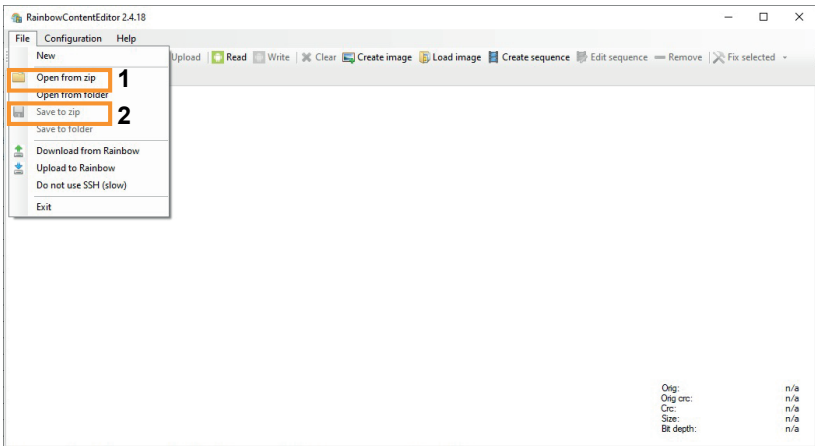 RainbowContentEditor 2.4.18
File Configuration Help
Upload Read Write Clear Create image Load image Create sequence Edit sequence Remove Fix selected
New
Open from zip 1
Open from folder
Save to zip 2
Save to folder
Download from Rainbow
Upload to Rainbow
Do not use SSH (slow)
Exit
Orig: n/a
Orig crc: n/a
Crc: n/a
Size: n/a
Bit depth: n/a